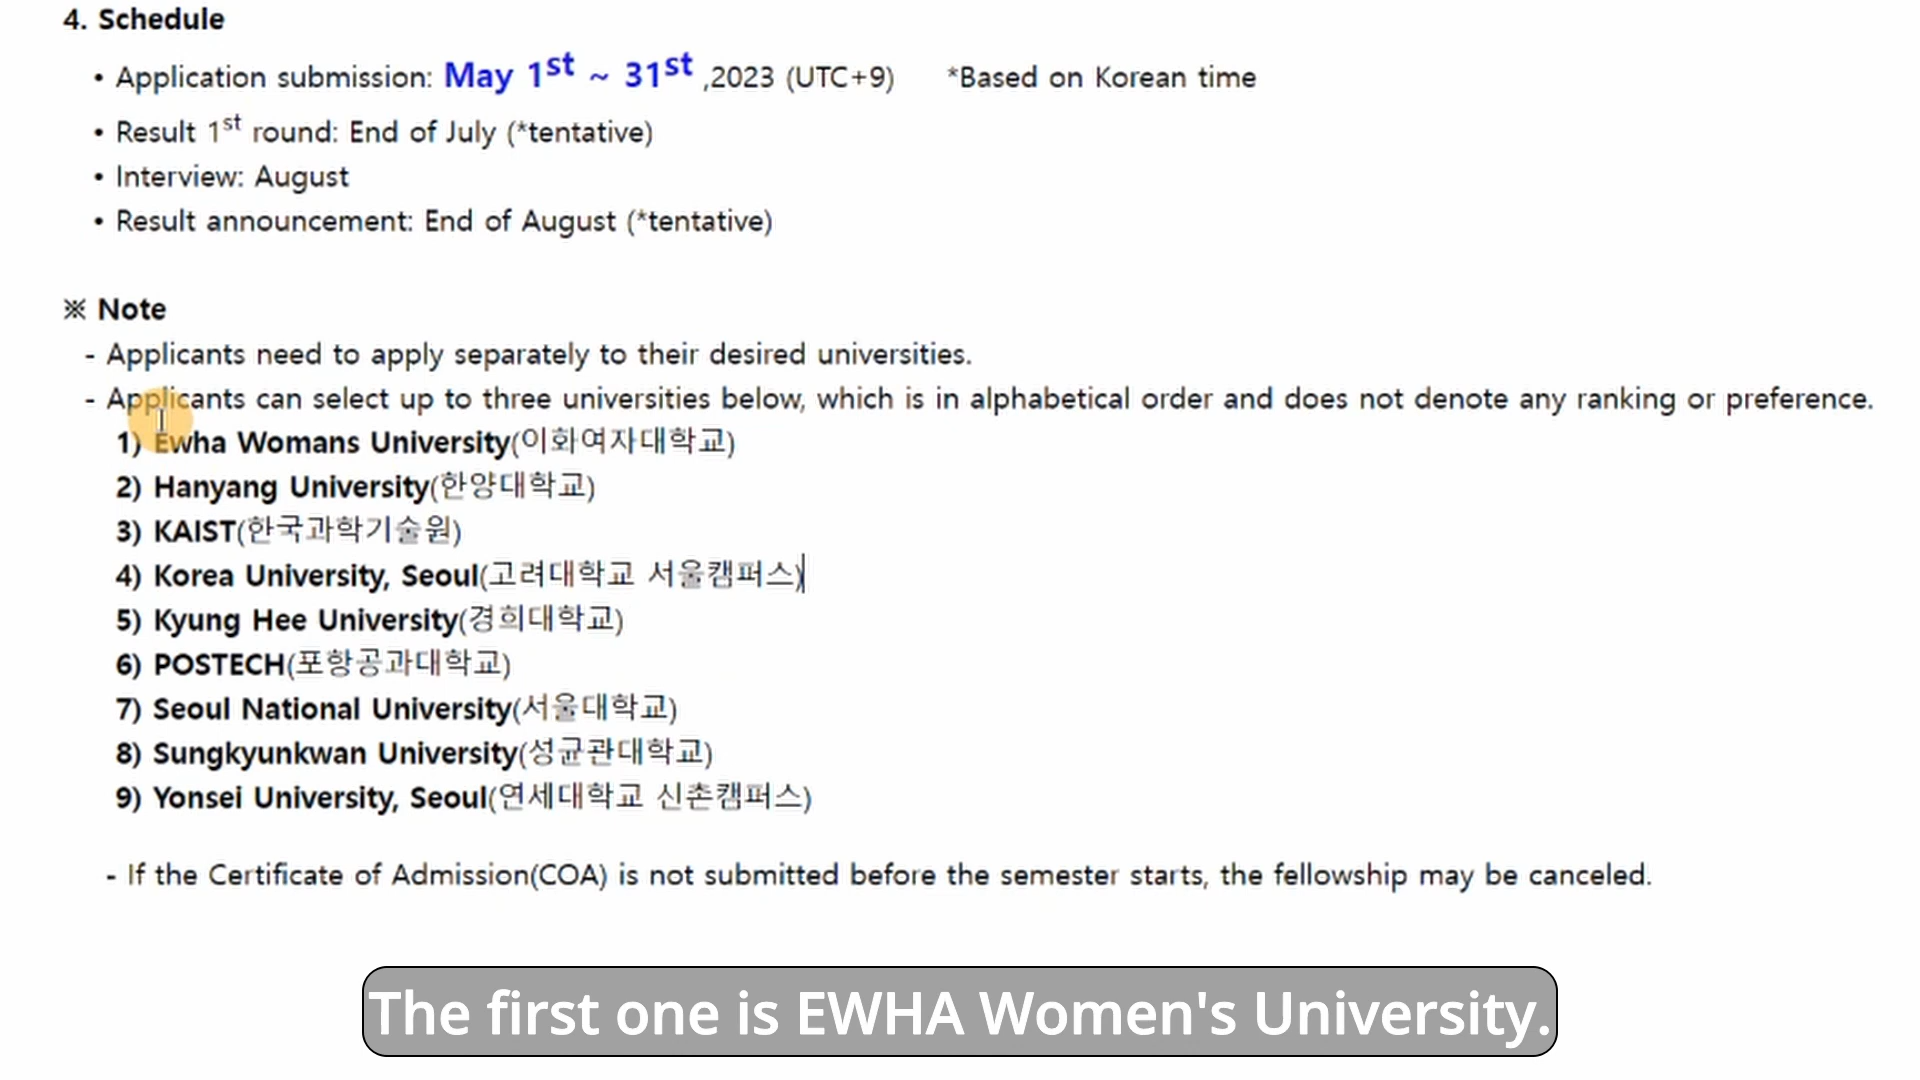 4. Schedule
• Application submission: May 1st ~ 31st ,2023 (UTC+9) *Based on Korean time
• Result 1st round: End of July (*tentative)
• Interview: August
• Result announcement: End of August (*tentative)
※ Note
- Applicants need to apply separately to their desired universities.
- Applicants can select up to three universities below, which is in alphabetical order and does not denote any ranking or preference.
1) Ewha Womans University(이화여자대학교)
2) Hanyang University(한양대학교)
3) KAIST(한국과학기술원)
4) Korea University, Seoul(고려대학교 서울캠퍼스)
5) Kyung Hee University(경희대학교)
6) POSTECH(포항공과대학교)
7) Seoul National University(서울대학교)
8) Sungkyunkwan University(성균관대학교)
9) Yonsei University, Seoul(연세대학교 신촌캠퍼스)
- If the Certificate of Admission(COA) is not submitted before the semester starts, the fellowship may be canceled.
The first one is EWHA Women's University.